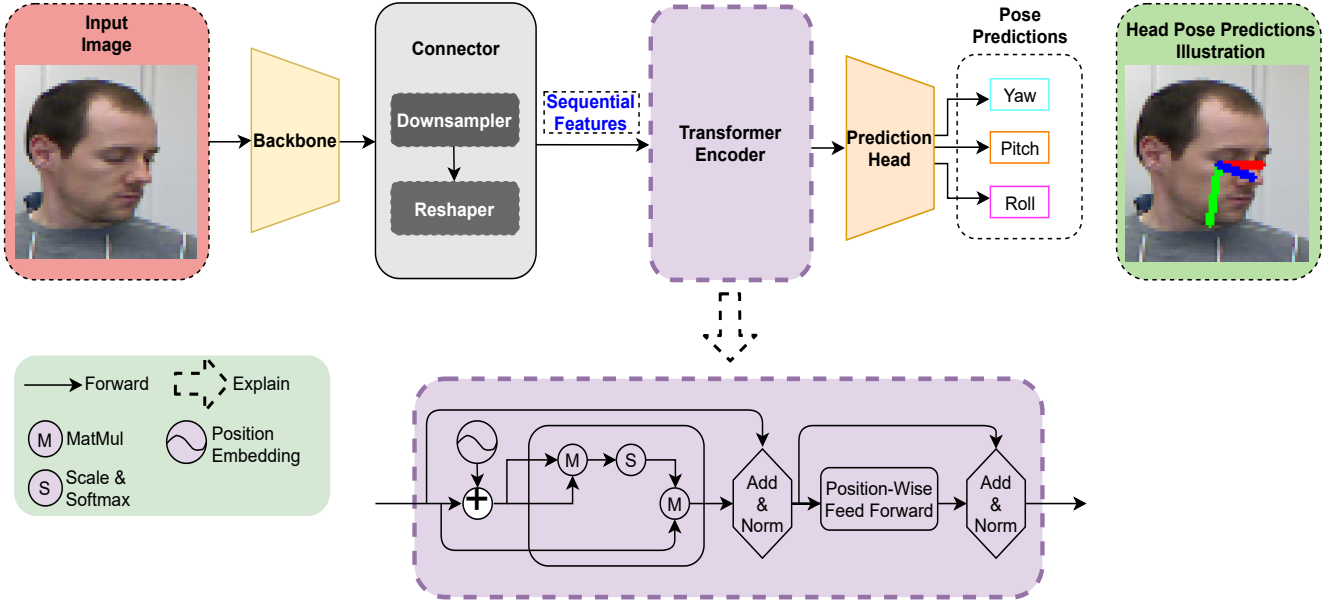 Input
Image
Backbone
Connector
Downsampler
Reshaper
Sequential
Features
Transformer
Encoder
Prediction
Head
Pose
Predictions
Yaw
Pitch
Roll
Head Pose Predictions
Illustration
Forward
Explain
M MatMul
Position
Embedding
S Scale &
Softmax
+
M
S
M
Add
&
Norm
Position-Wise
Feed Forward
Add
&
Norm